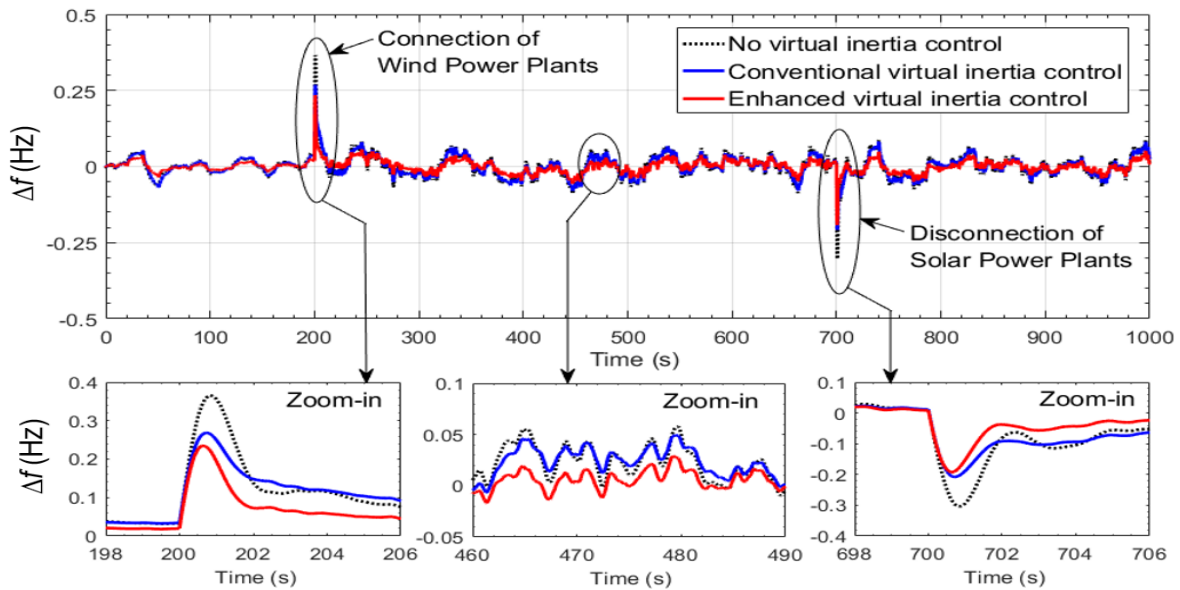 0.5
0.25
0
-0.25
-0.5
Δf (Hz)
Connection of
Wind Power Plants
No virtual inertia control
Conventional virtual inertia control
Enhanced virtual inertia control
Disconnection of
Solar Power Plants
0 100 200 300 400 500 600 700 800 900 1000
Time (s)
0.4
0.3
0.2
0.1
0
Δf (Hz)
Zoom-in
198 200 202 204 206
Time (s)
0.1
0.05
0
-0.05
Zoom-in
460 470 480 490
Time (s)
0.1
0
-0.1
-0.2
-0.3
-0.4
Zoom-in
698 700 702 704 706
Time (s)